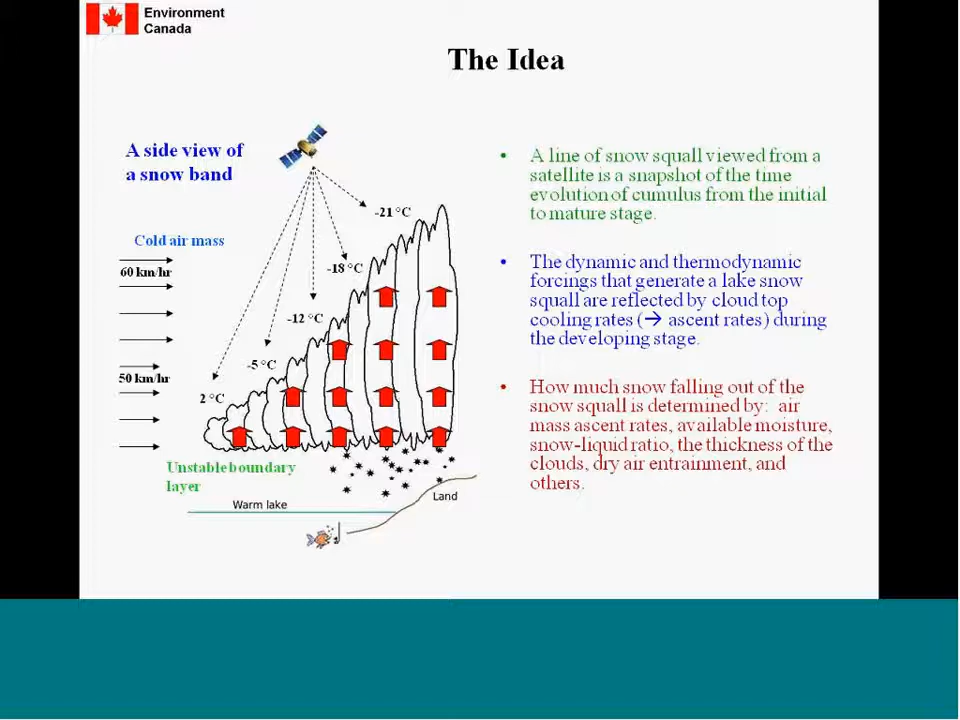 Environment
Canada
The Idea
A side view of
a snow band
Cold air mass
60 km/hr
50 km/hr
-21 °C
-18 °C
-12 °C
-5 °C
2 °C
Unstable boundary
layer
Warm lake
Land
• A line of snow squall viewed from a
satellite is a snapshot of the time
evolution of cumulus from the initial
to mature stage.
• The dynamic and thermodynamic
forcings that generate a lake snow
squall are reflected by cloud top
cooling rates (→ ascent rates) during
the developing stage.
• How much snow falling out of the
snow squall is determined by: air
mass ascent rates, available moisture,
snow-liquid ratio, the thickness of the
clouds, dry air entrainment, and
others.